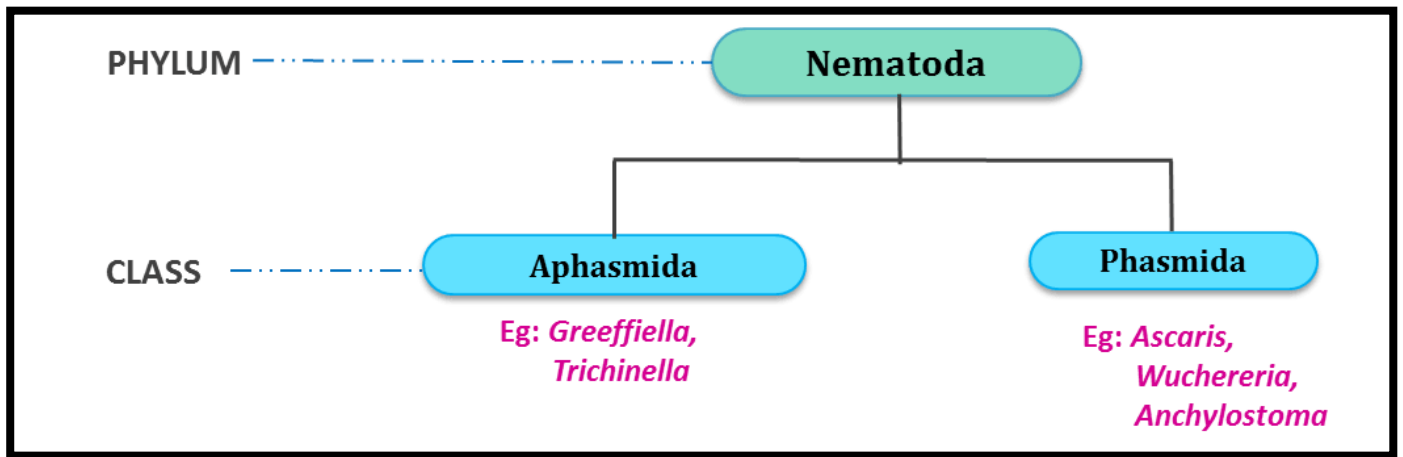 PHYLUM
Nematoda
CLASS
Aphasmida
Phasmida
Eg: Greeffiella,
Trichinella
Eg: Ascaris,
Wuchereria,
Anchylostoma